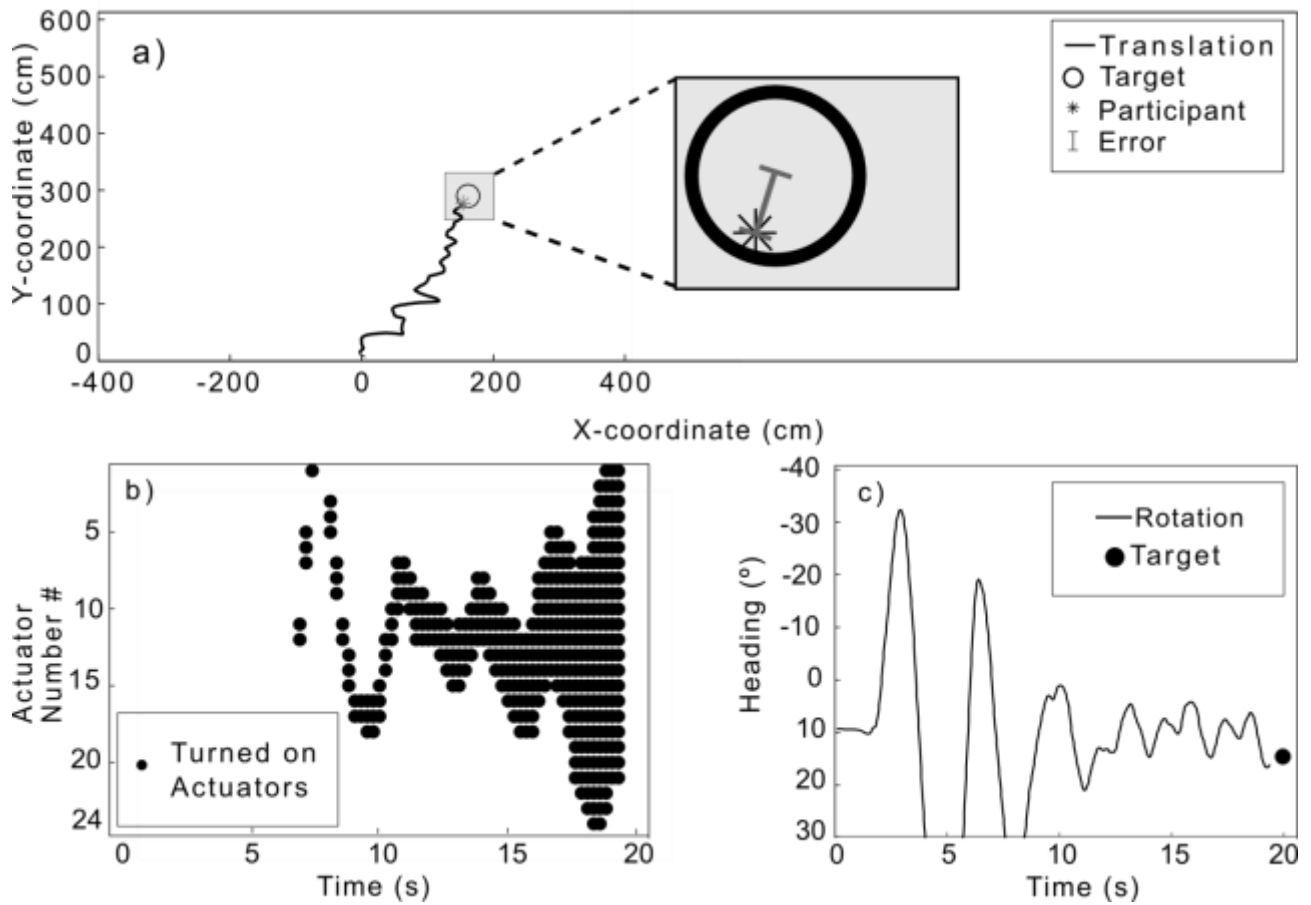 600
500
400
300
200
100
0
Y-coordinate (cm)
a)
Translation
Target
Participant
Error
-400 -200 0 200 400
X-coordinate (cm)
b)
5
10
15
20
24
Actuator
Number #
Turned on
Actuators
0 5 10 15 20
Time (s)
c)
-40
-30
-20
-10
0
10
20
30
Heading (º)
Rotation
Target
0 5 10 15 20
Time (s)